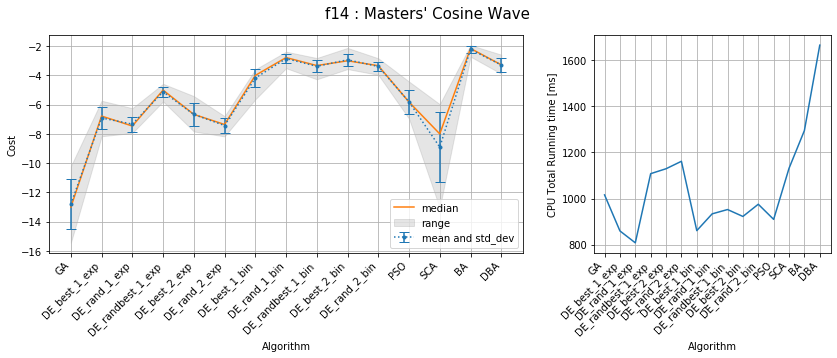 f14 : Masters' Cosine Wave
Cost
−2
−4
−6
−8
−10
−12
−14
−16
median
range
mean and std_dev
GA
DE_best_1_exp
DE_rand_1_exp
DE_randbest_1_exp
DE_best_2_exp
DE_rand_2_exp
DE_best_1_bin
DE_rand_1_bin
DE_randbest_1_bin
DE_best_2_bin
DE_rand_2_bin
PSO
SCA
BA
DBA
Algorithm
CPU Total Running time [ms]
1600
1400
1200
1000
800
GA
DE_best_1_exp
DE_rand_1_exp
DE_randbest_1_exp
DE_best_2_exp
DE_rand_2_exp
DE_best_1_bin
DE_rand_1_bin
DE_randbest_1_bin
DE_best_2_bin
DE_rand_2_bin
PSO
SCA
BA
DBA
Algorithm